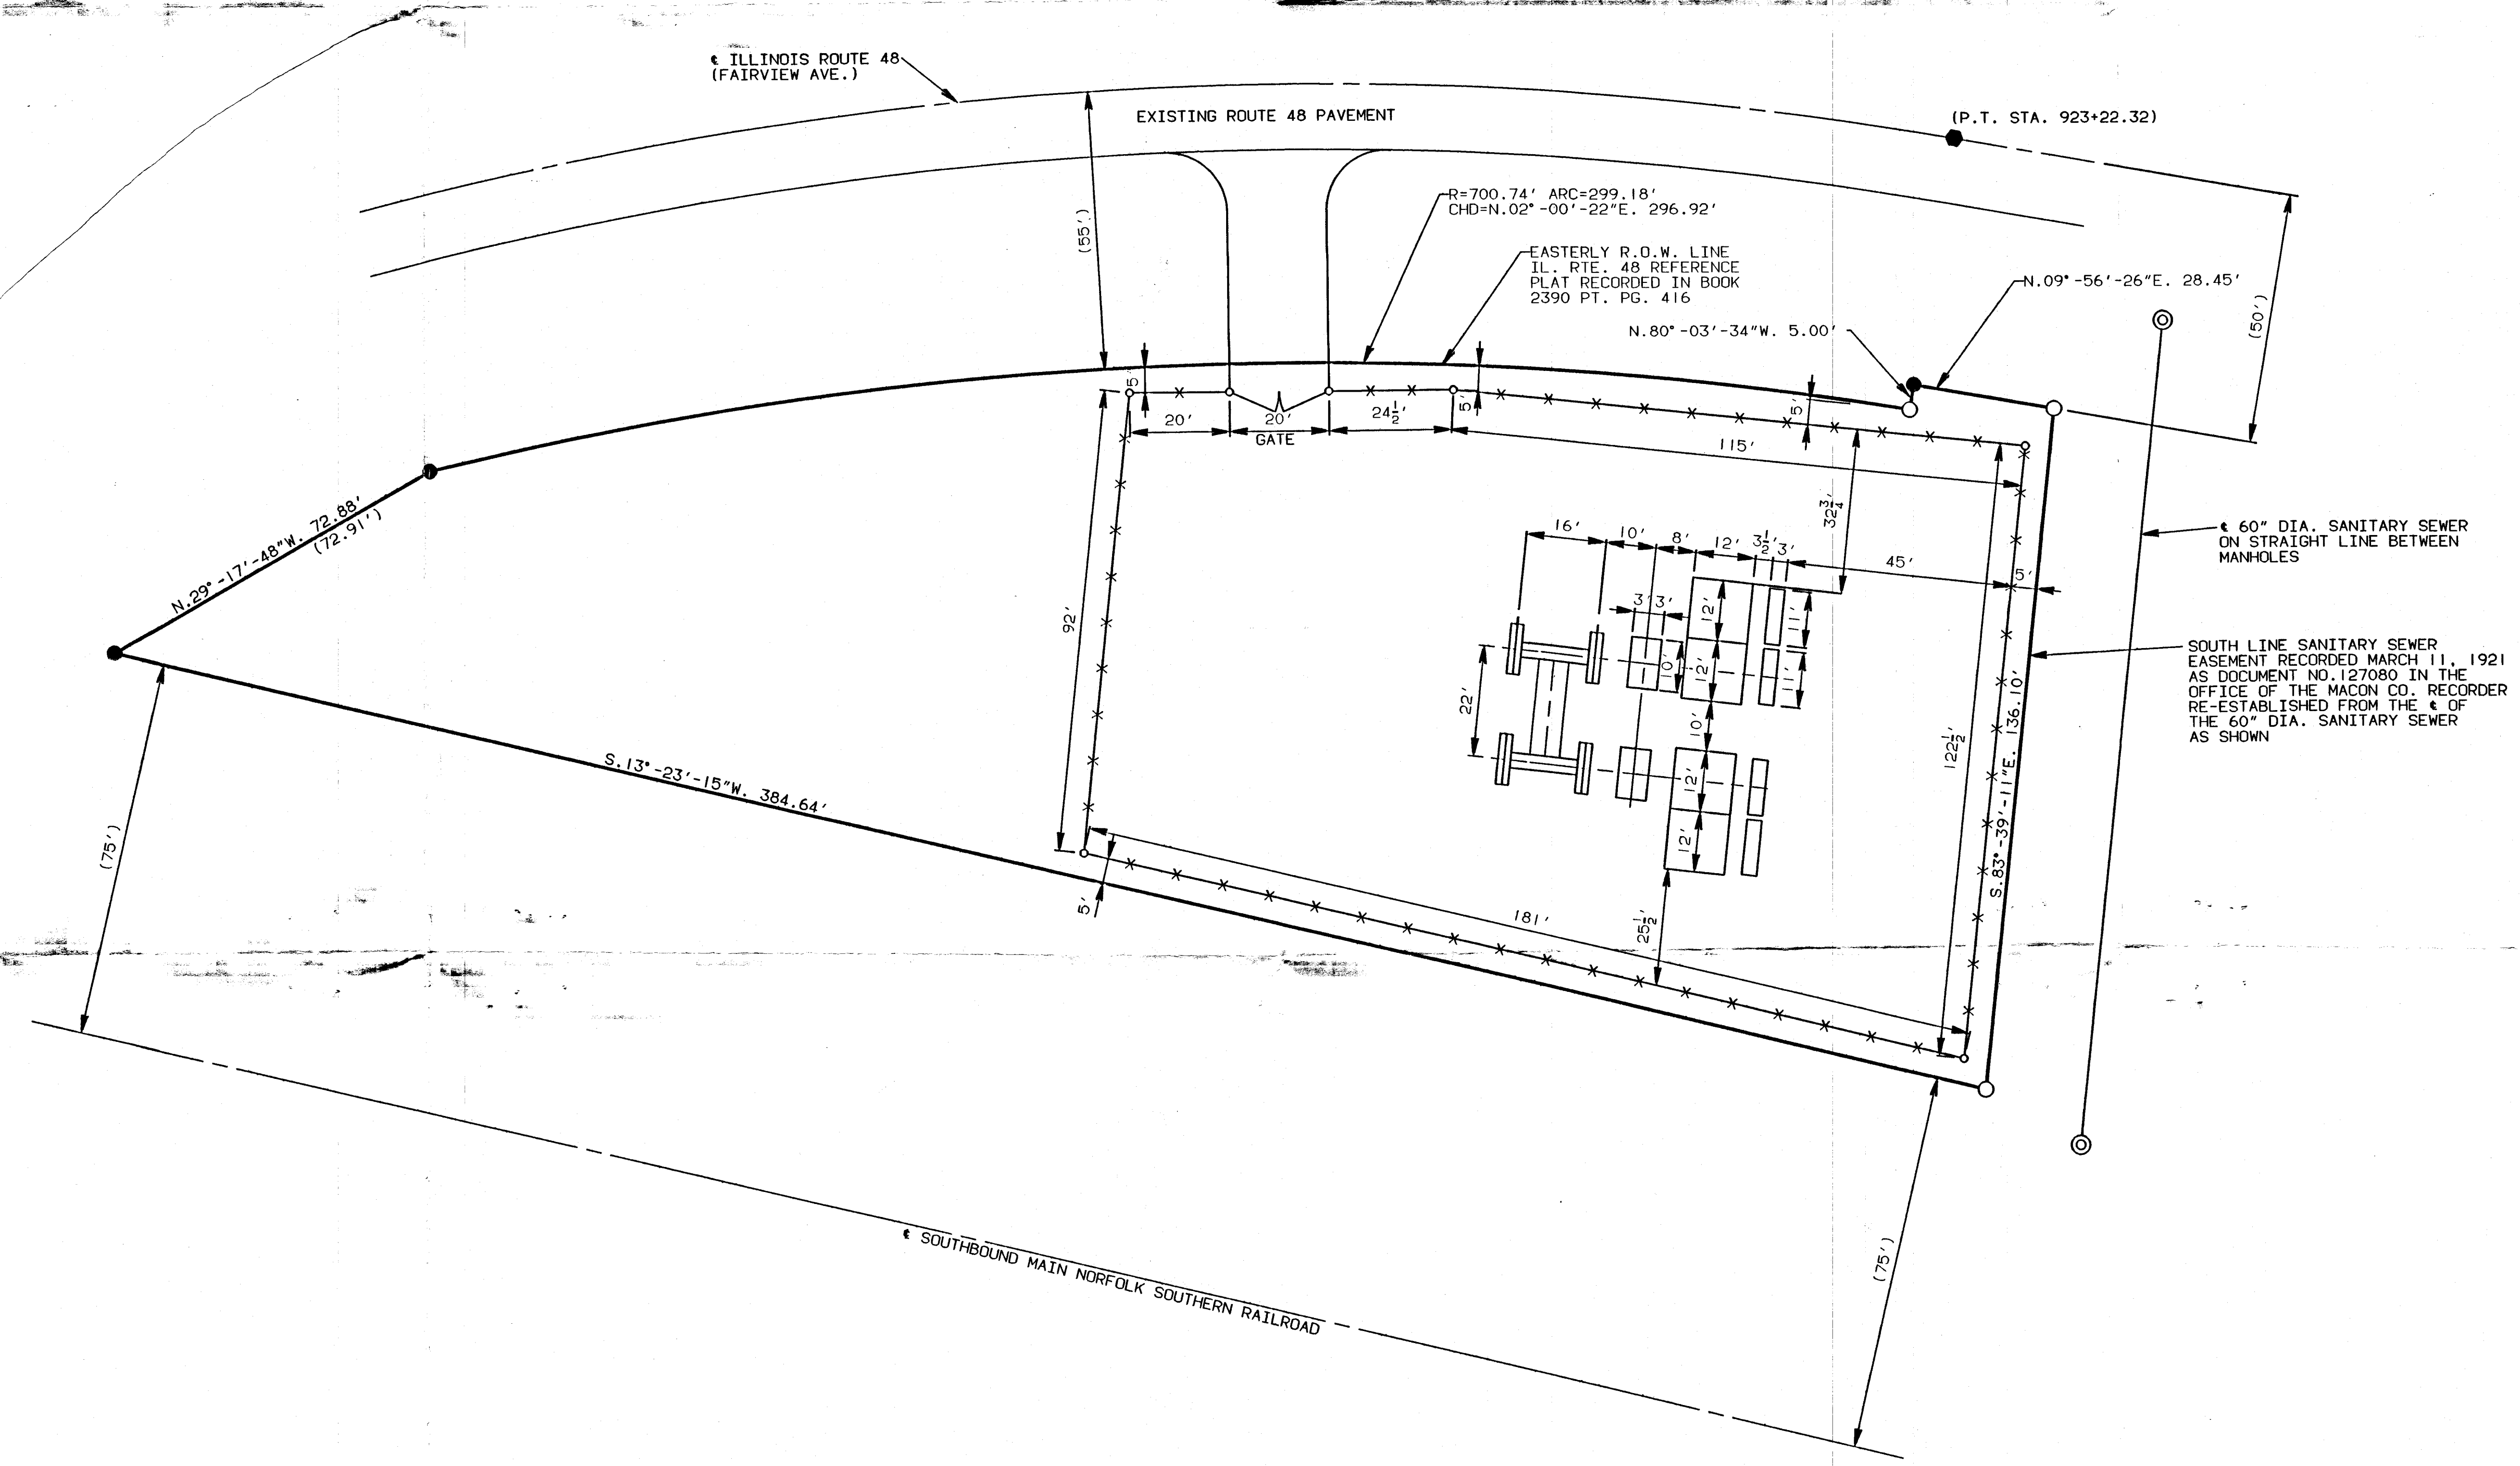 ℄ ILLINOIS ROUTE 48
(FAIRVIEW AVE.)
EXISTING ROUTE 48 PAVEMENT
(P.T. STA. 923+22.32)
R=700.74' ARC=299.18'
CHD=N.02°-00'-22"E. 296.92'
(55')
EASTERLY R.O.W. LINE
IL. RTE. 48 REFERENCE
PLAT RECORDED IN BOOK
2390 PT. PG. 416
N.09°-56'-26"E. 28.45'
(50')
N.80°-03'-34"W. 5.00'
5'
5'
5'
20'
20'
GATE
24½'
115'
32¾'
N.29°-17'-48"W. 72.88'
(72.91')
16'
10'
8'
12'
3½'
3'
45'
5'
℄ 60" DIA. SANITARY SEWER
ON STRAIGHT LINE BETWEEN
MANHOLES
92'
3'
3'
12'
11'
10'
12'
11'
22'
10'
12'
12'
122½'
S.83°-39'-11"E. 136.10'
SOUTH LINE SANITARY SEWER
EASEMENT RECORDED MARCH 11, 1921
AS DOCUMENT NO.127080 IN THE
OFFICE OF THE MACON CO. RECORDER
RE-ESTABLISHED FROM THE ℄ OF
THE 60" DIA. SANITARY SEWER
AS SHOWN
S.13°-23'-15"W. 384.64'
(75')
5'
181'
25½'
℄ SOUTHBOUND MAIN NORFOLK SOUTHERN RAILROAD
(75')